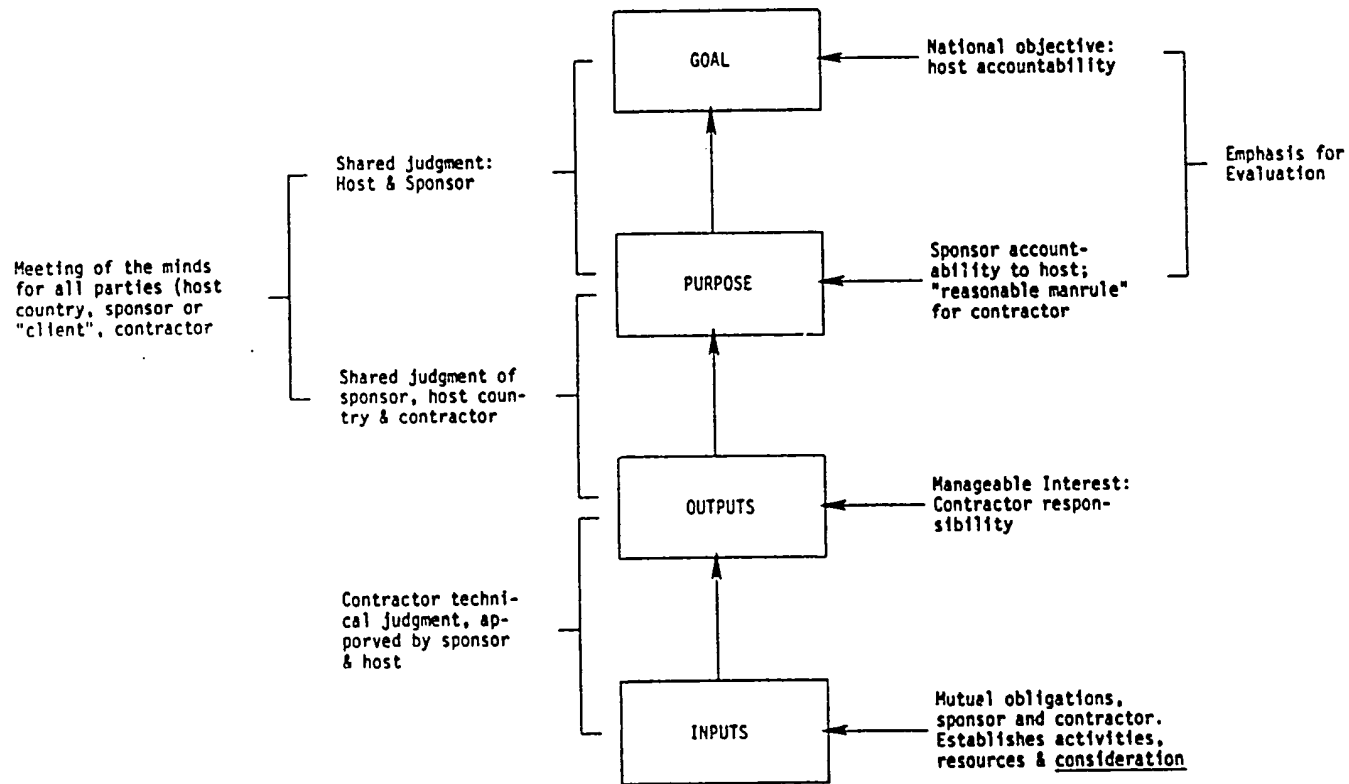 GOAL
National objective:
host accountability
Shared judgment:
Host & Sponsor
Emphasis for
Evaluation
Meeting of the minds
for all parties (host
country, sponsor or
"client", contractor
PURPOSE
Sponsor account-
ability to host;
"reasonable manrule"
for contractor
Shared judgment of
sponsor, host coun-
try & contractor
OUTPUTS
Manageable Interest:
Contractor respon-
sibility
Contractor techni-
cal judgment, ap-
porved by sponsor
& host
INPUTS
Mutual obligations,
sponsor and contractor.
Establishes activities,
resources & consideration